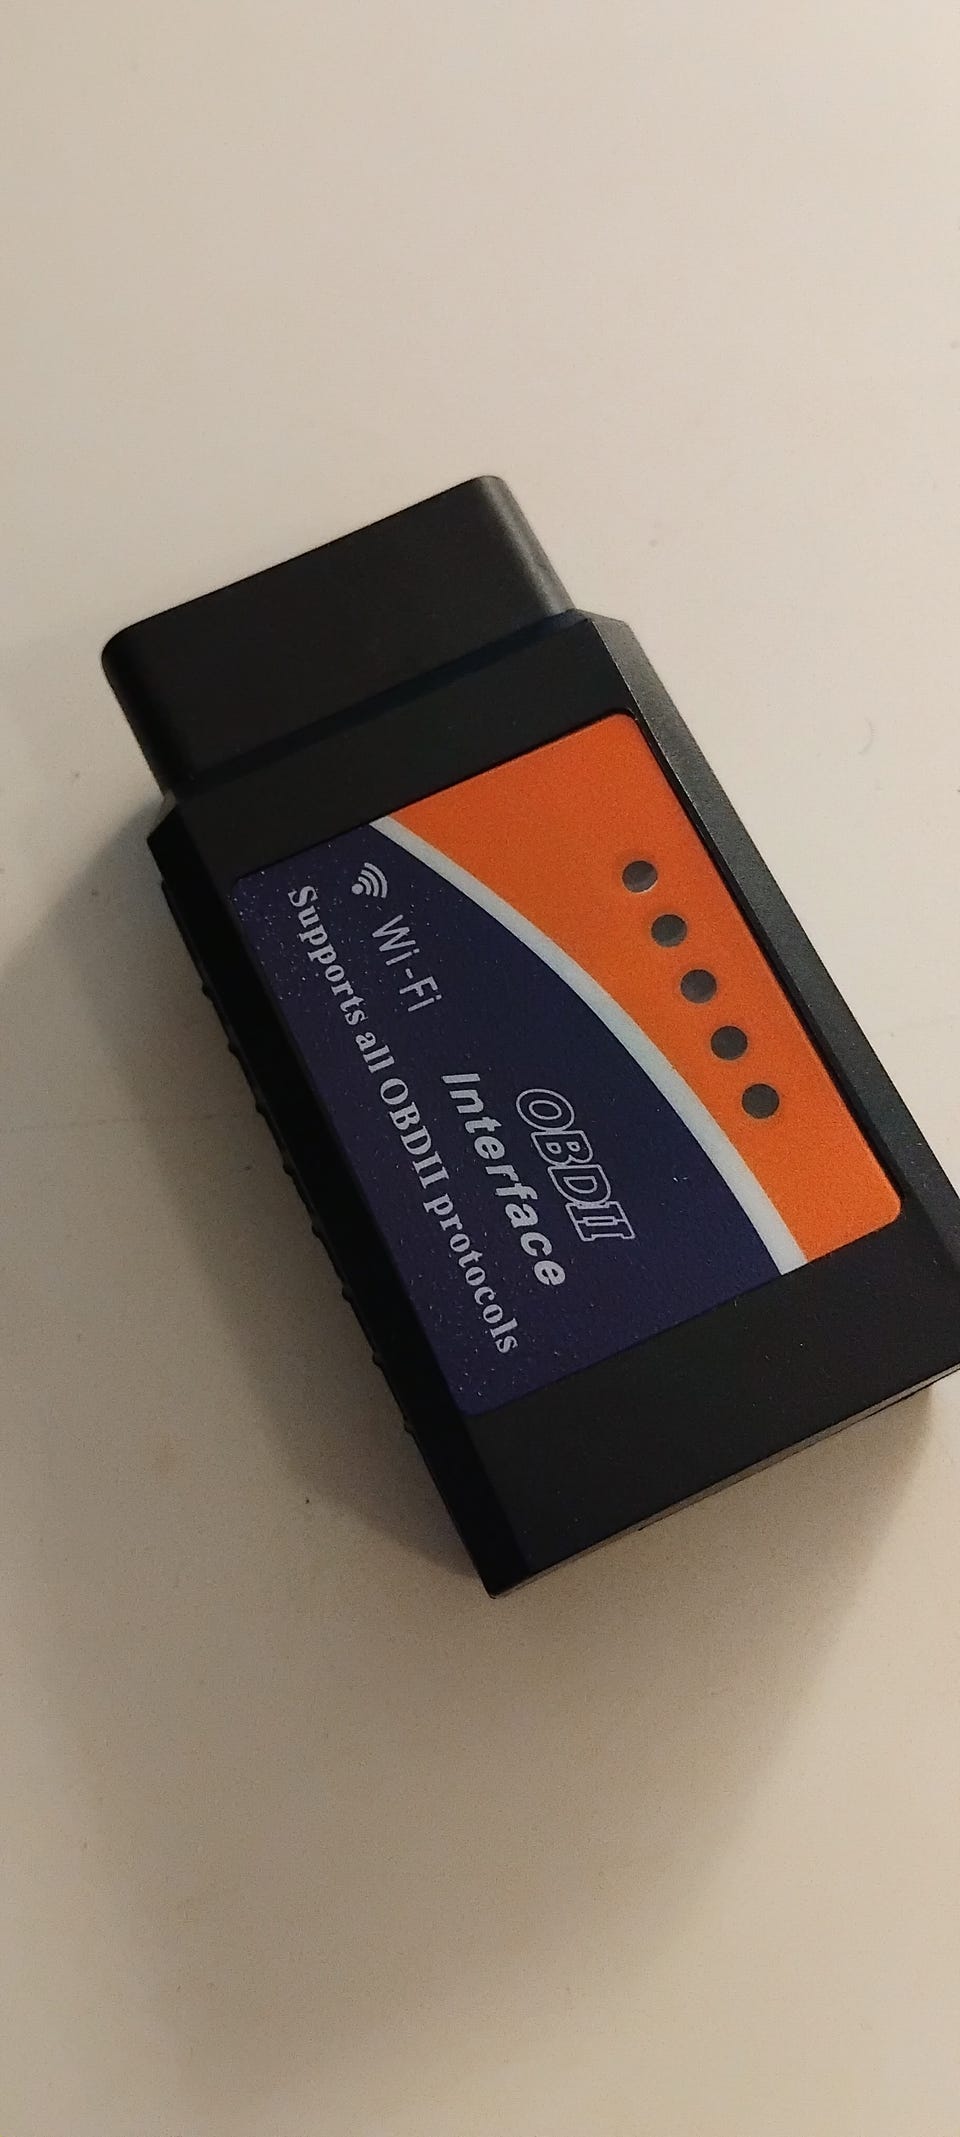 OBDII
Interface
Wi-Fi
Supports all OBDII protocols